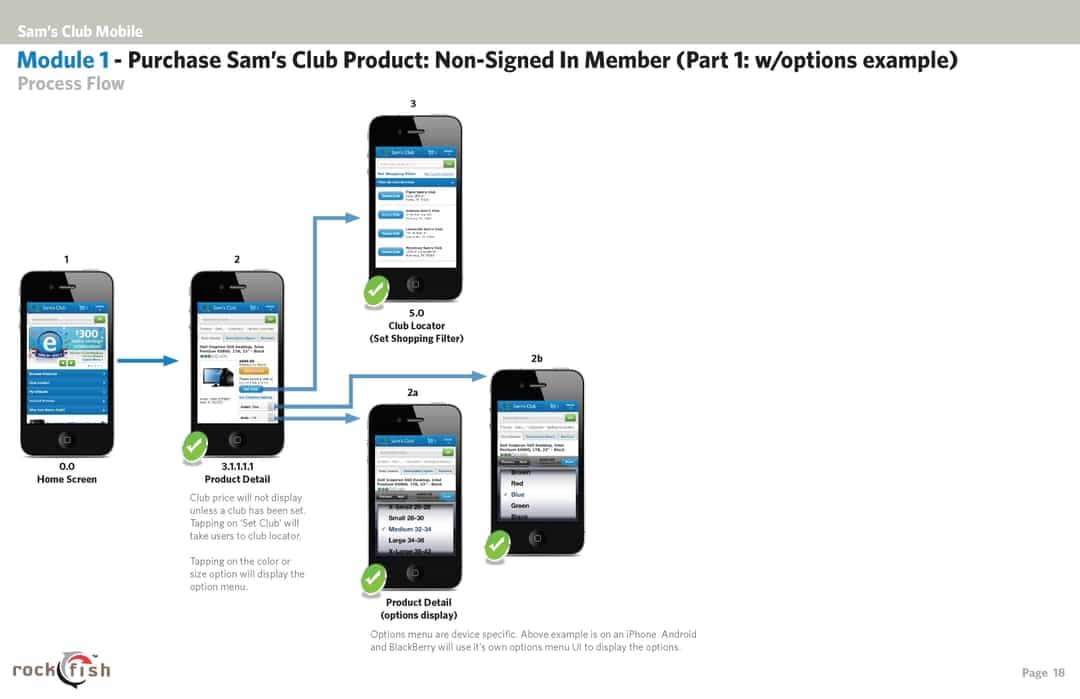 Sam's Club Mobile
Module 1 - Purchase Sam's Club Product: Non-Signed In Member (Part 1: w/options example)
Process Flow
3
Sam's Club
5.0
Club Locator
(Set Shopping Filter)
1
Sam's Club
$300
0.0
Home Screen
2
Sam's Club
3.1.1.1.1
Product Detail
Club price will not display
unless a club has been set.
Tapping on 'Set Club' will
take users to club locator.
Tapping on the color or
size option will display the
option menu.
2a
Sam's Club
X-Small 26-28
Small 28-30
✓ Medium 32-34
Large 34-36
Product Detail
(options display)
2b
Sam's Club
Brown
Red
✓ Blue
Green
Black
Options menu are device specific. Above example is on an iPhone. Android
and BlackBerry will use it's own options menu UI to display the options.
rockfish™
Page 18